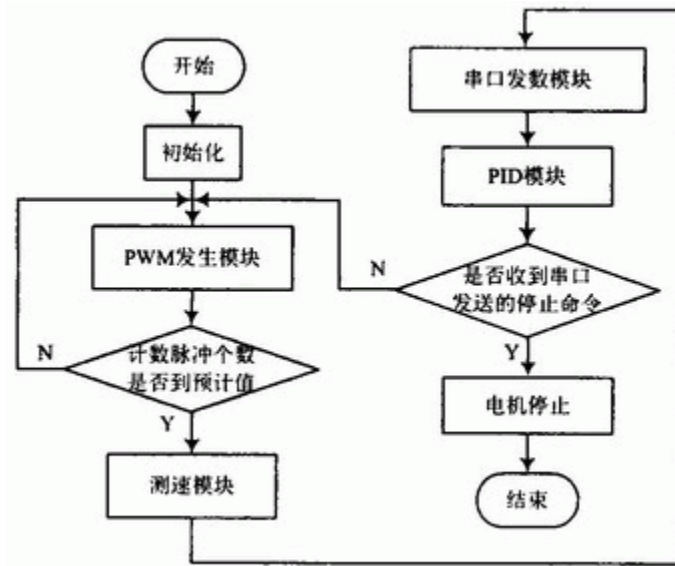 开始
初始化
PWM发生模块
N
计数脉冲个数
是否到预计值
Y
测速模块
串口发数模块
PID模块
N
是否收到串口
发送的停止命令
Y
电机停止
结束